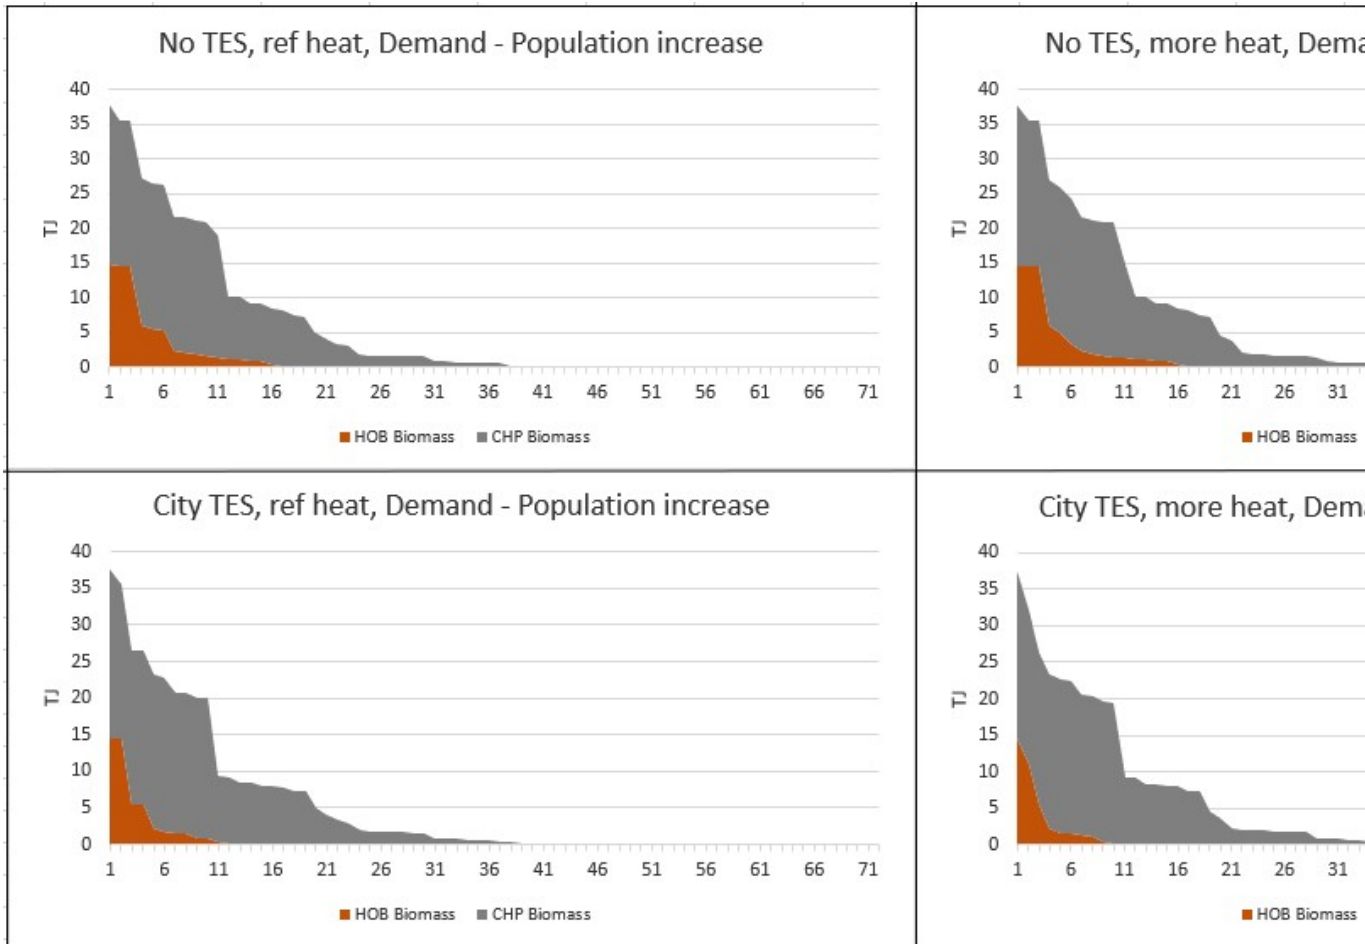 No TES, ref heat, Demand - Population increase
40
35
30
25
20
15
10
5
0
TJ
1 6 11 16 21 26 31 36 41 46 51 56 61 66 71
HOB Biomass CHP Biomass
No TES, more heat, Dema
40
35
30
25
20
15
10
5
0
TJ
1 6 11 16 21 26 31
HOB Biomass
City TES, ref heat, Demand - Population increase
40
35
30
25
20
15
10
5
0
TJ
1 6 11 16 21 26 31 36 41 46 51 56 61 66 71
HOB Biomass CHP Biomass
City TES, more heat, Dem
40
35
30
25
20
15
10
5
0
TJ
1 6 11 16 21 26 31
HOB Biomass